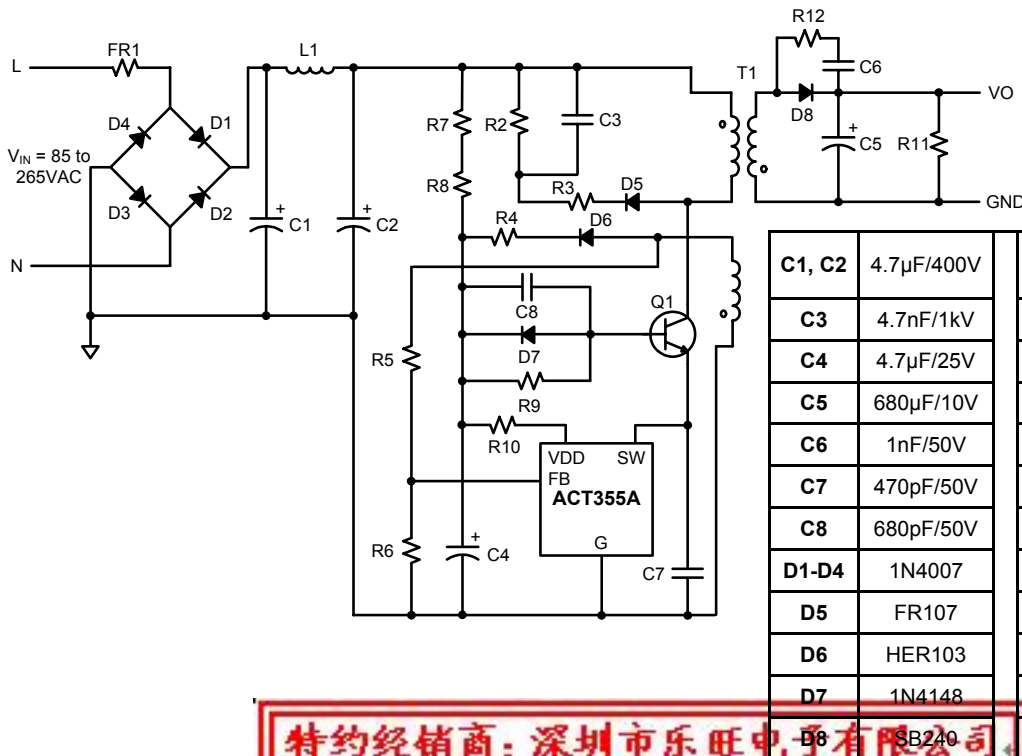 R12
FR1
L1
L
C6
T1
VO
D8
D4
D1
R7
R2
C3
VIN = 85 to
265VAC
+
C5
R11
R8
R3
D5
D3
D2
+
C1
+
C2
R4
D6
GND
N
C8
Q1
D7
R5
R9
R10
VDD
SW
FB
ACT355A
R6
+
C4
G
C7
C1, C2 4.7µF/400V
C3 4.7nF/1kV
C4 4.7µF/25V
C5 680µF/10V
C6 1nF/50V
C7 470pF/50V
C8 680pF/50V
D1-D4 1N4007
D5 FR107
D6 HER103
D7 1N4148
D8 SB240
特约经销商：深圳市乐旺电子有限公司